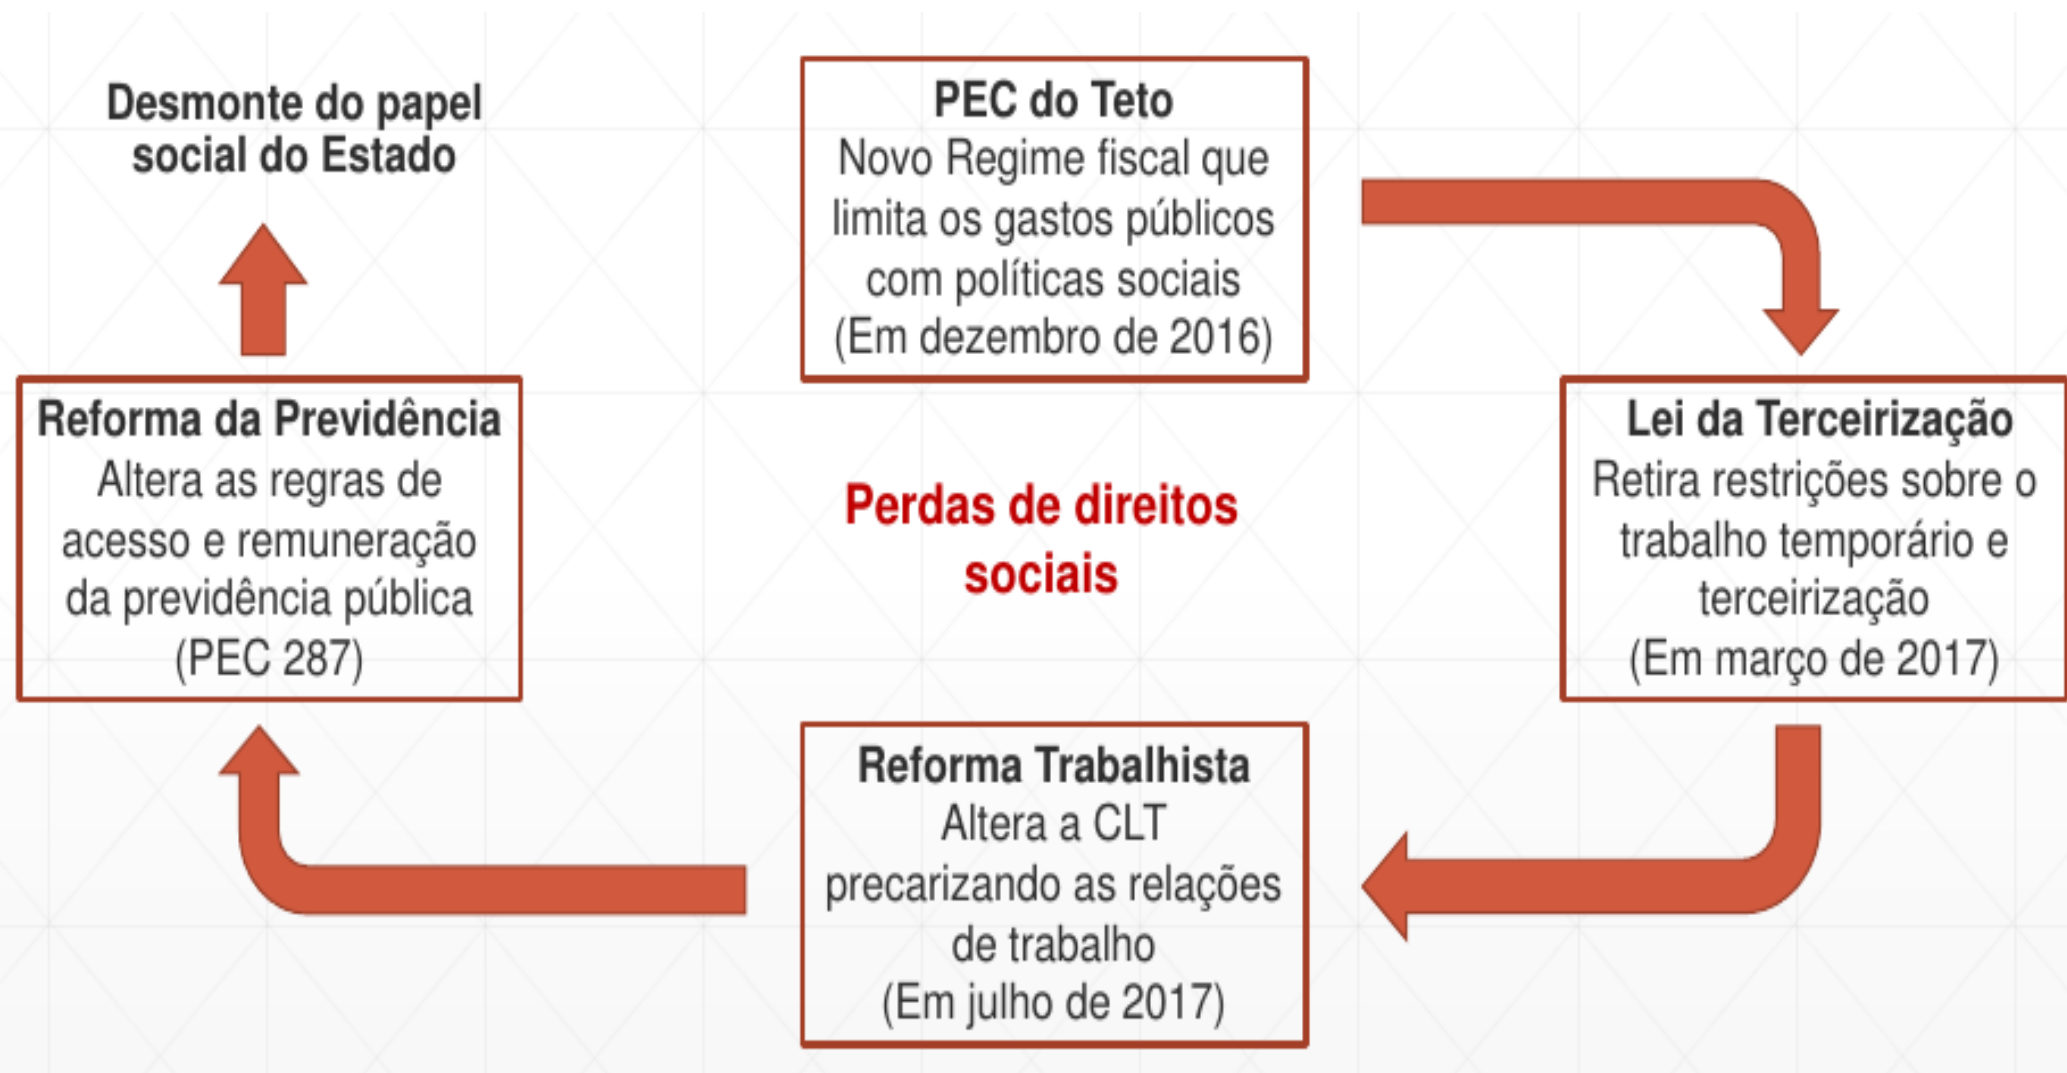 Desmonte do papel
social do Estado
PEC do Teto
Novo Regime fiscal que
limita os gastos públicos
com políticas sociais
(Em dezembro de 2016)
Lei da Terceirização
Retira restrições sobre o
trabalho temporário e
terceirização
(Em março de 2017)
Reforma Trabalhista
Altera a CLT
precarizando as relações
de trabalho
(Em julho de 2017)
Reforma da Previdência
Altera as regras de
acesso e remuneração
da previdência pública
(PEC 287)
Perdas de direitos
sociais